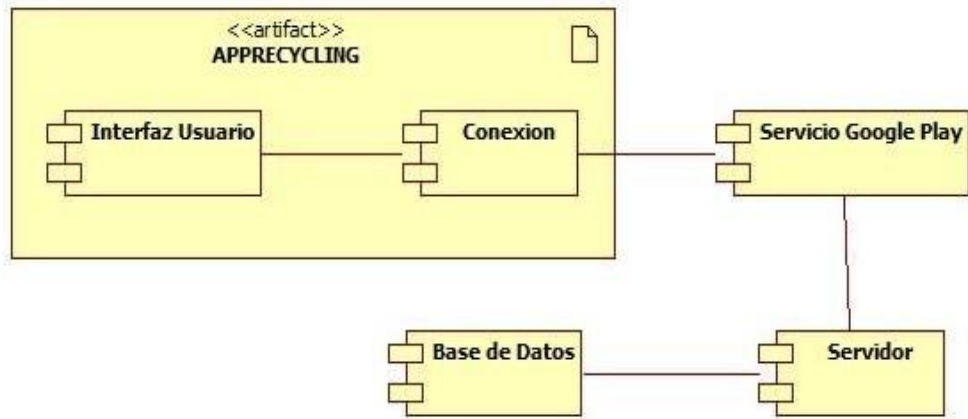 <<artifact>>
APPRECYCLING
Interfaz Usuario
Conexion
Servicio Google Play
Base de Datos
Servidor